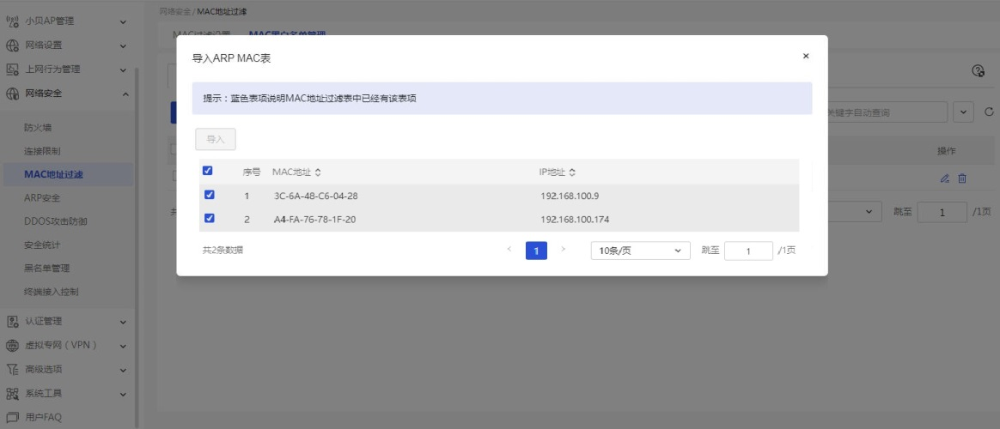 小贝AP管理
网络设置
上网行为管理
网络安全
防火墙
连接限制
MAC地址过滤
ARP安全
DDOS攻击防御
安全统计
黑名单管理
终端接入控制
认证管理
虚拟专网（VPN）
高级选项
系统工具
用户FAQ
网络安全 / MAC地址过滤
MAC过滤设置 MAC黑白名单管理
导入ARP MAC表 ×
提示：蓝色表项说明MAC地址过滤表中已经有该表项
导入
序号 MAC地址 IP地址
1 3C-6A-48-C6-04-28 192.168.100.9
2 A4-FA-76-78-1F-20 192.168.100.174
共2条数据 < 1 > 10条/页 跳至 1 /1页
关键字自动查询
操作
跳至 1 /1页